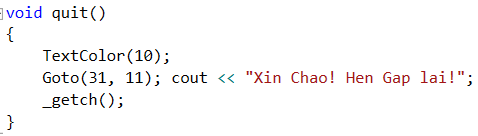 void quit()
{
    TextColor(10);
    Goto(31, 11); cout << "Xin Chao! Hen Gap lai!";
    _getch();
}